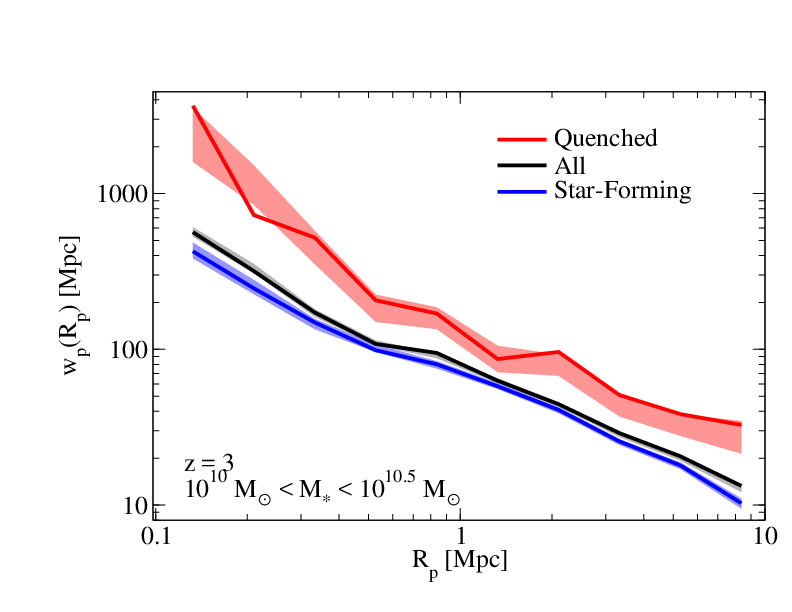 Quenched
All
Star-Forming
1000
100
10
w_p(R_p) [Mpc]
z = 3
10^10 M_⊙ < M_* < 10^10.5 M_⊙
0.1 1 10
R_p [Mpc]